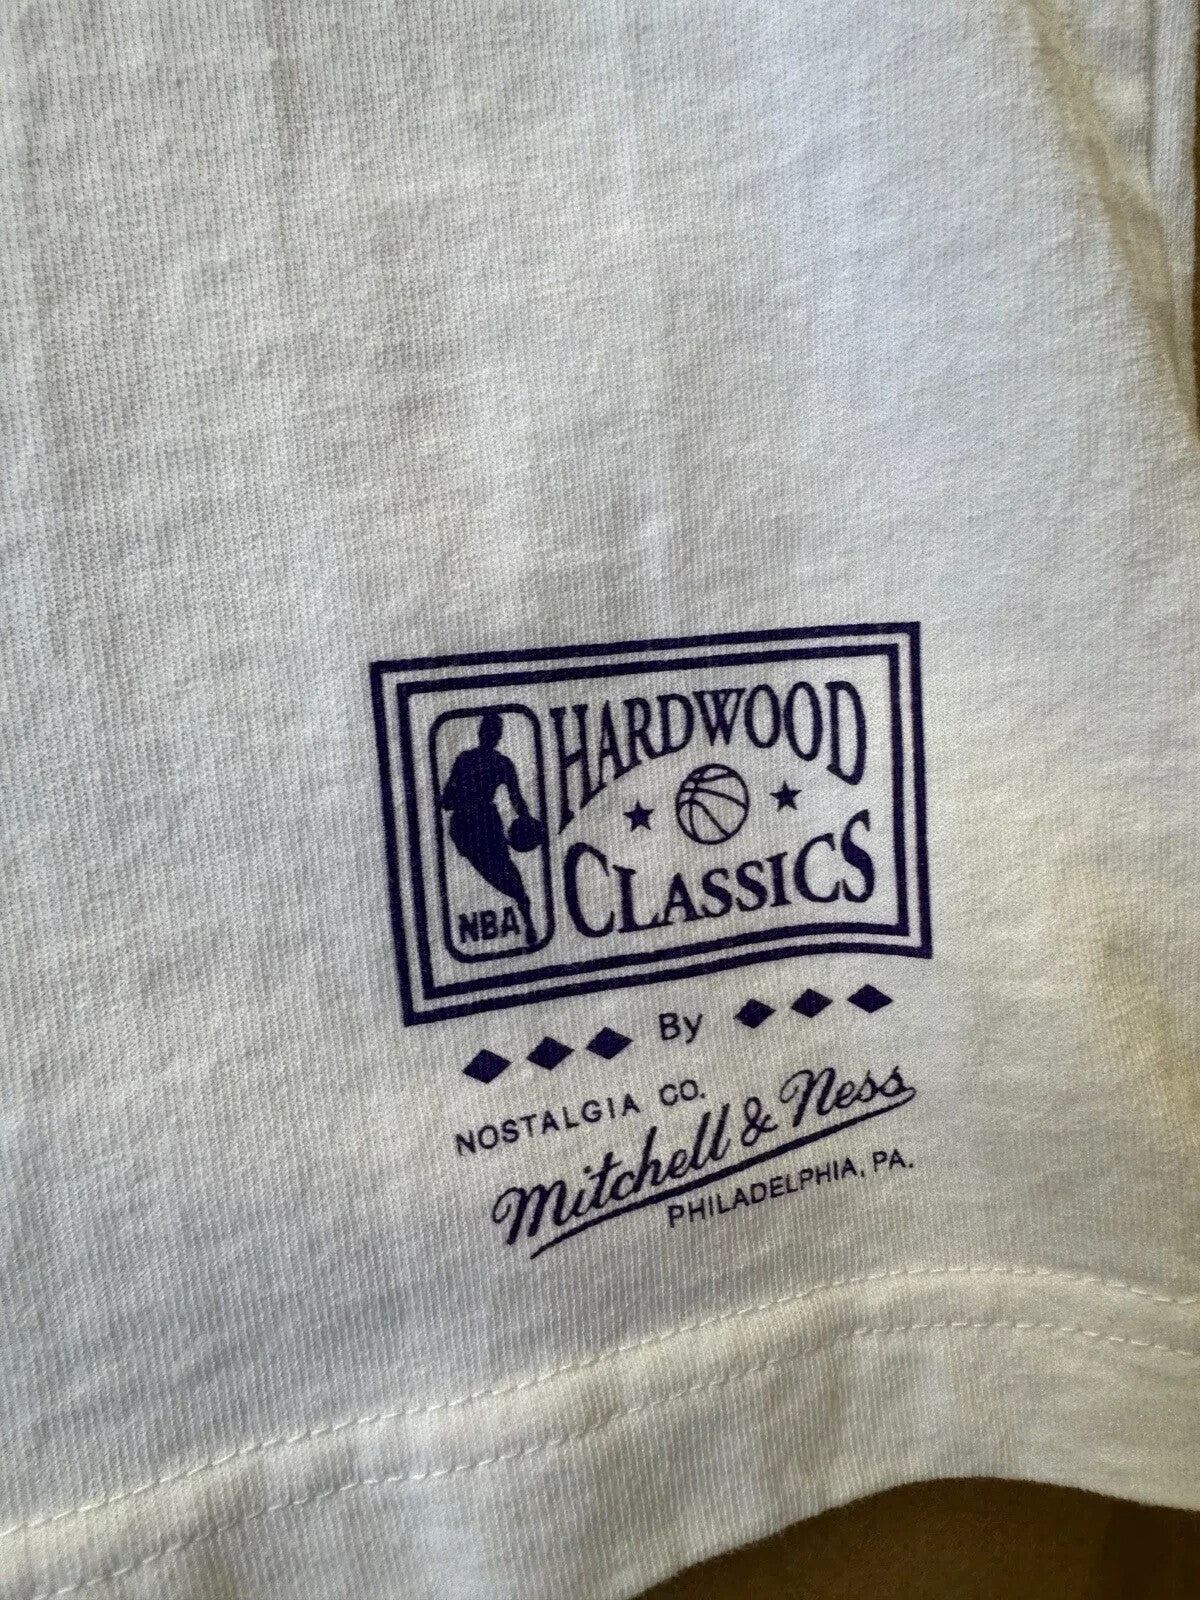 HARDWOOD
CLASSICS
NBA
By
NOSTALGIA CO.
Mitchell & Ness
PHILADELPHIA, PA.